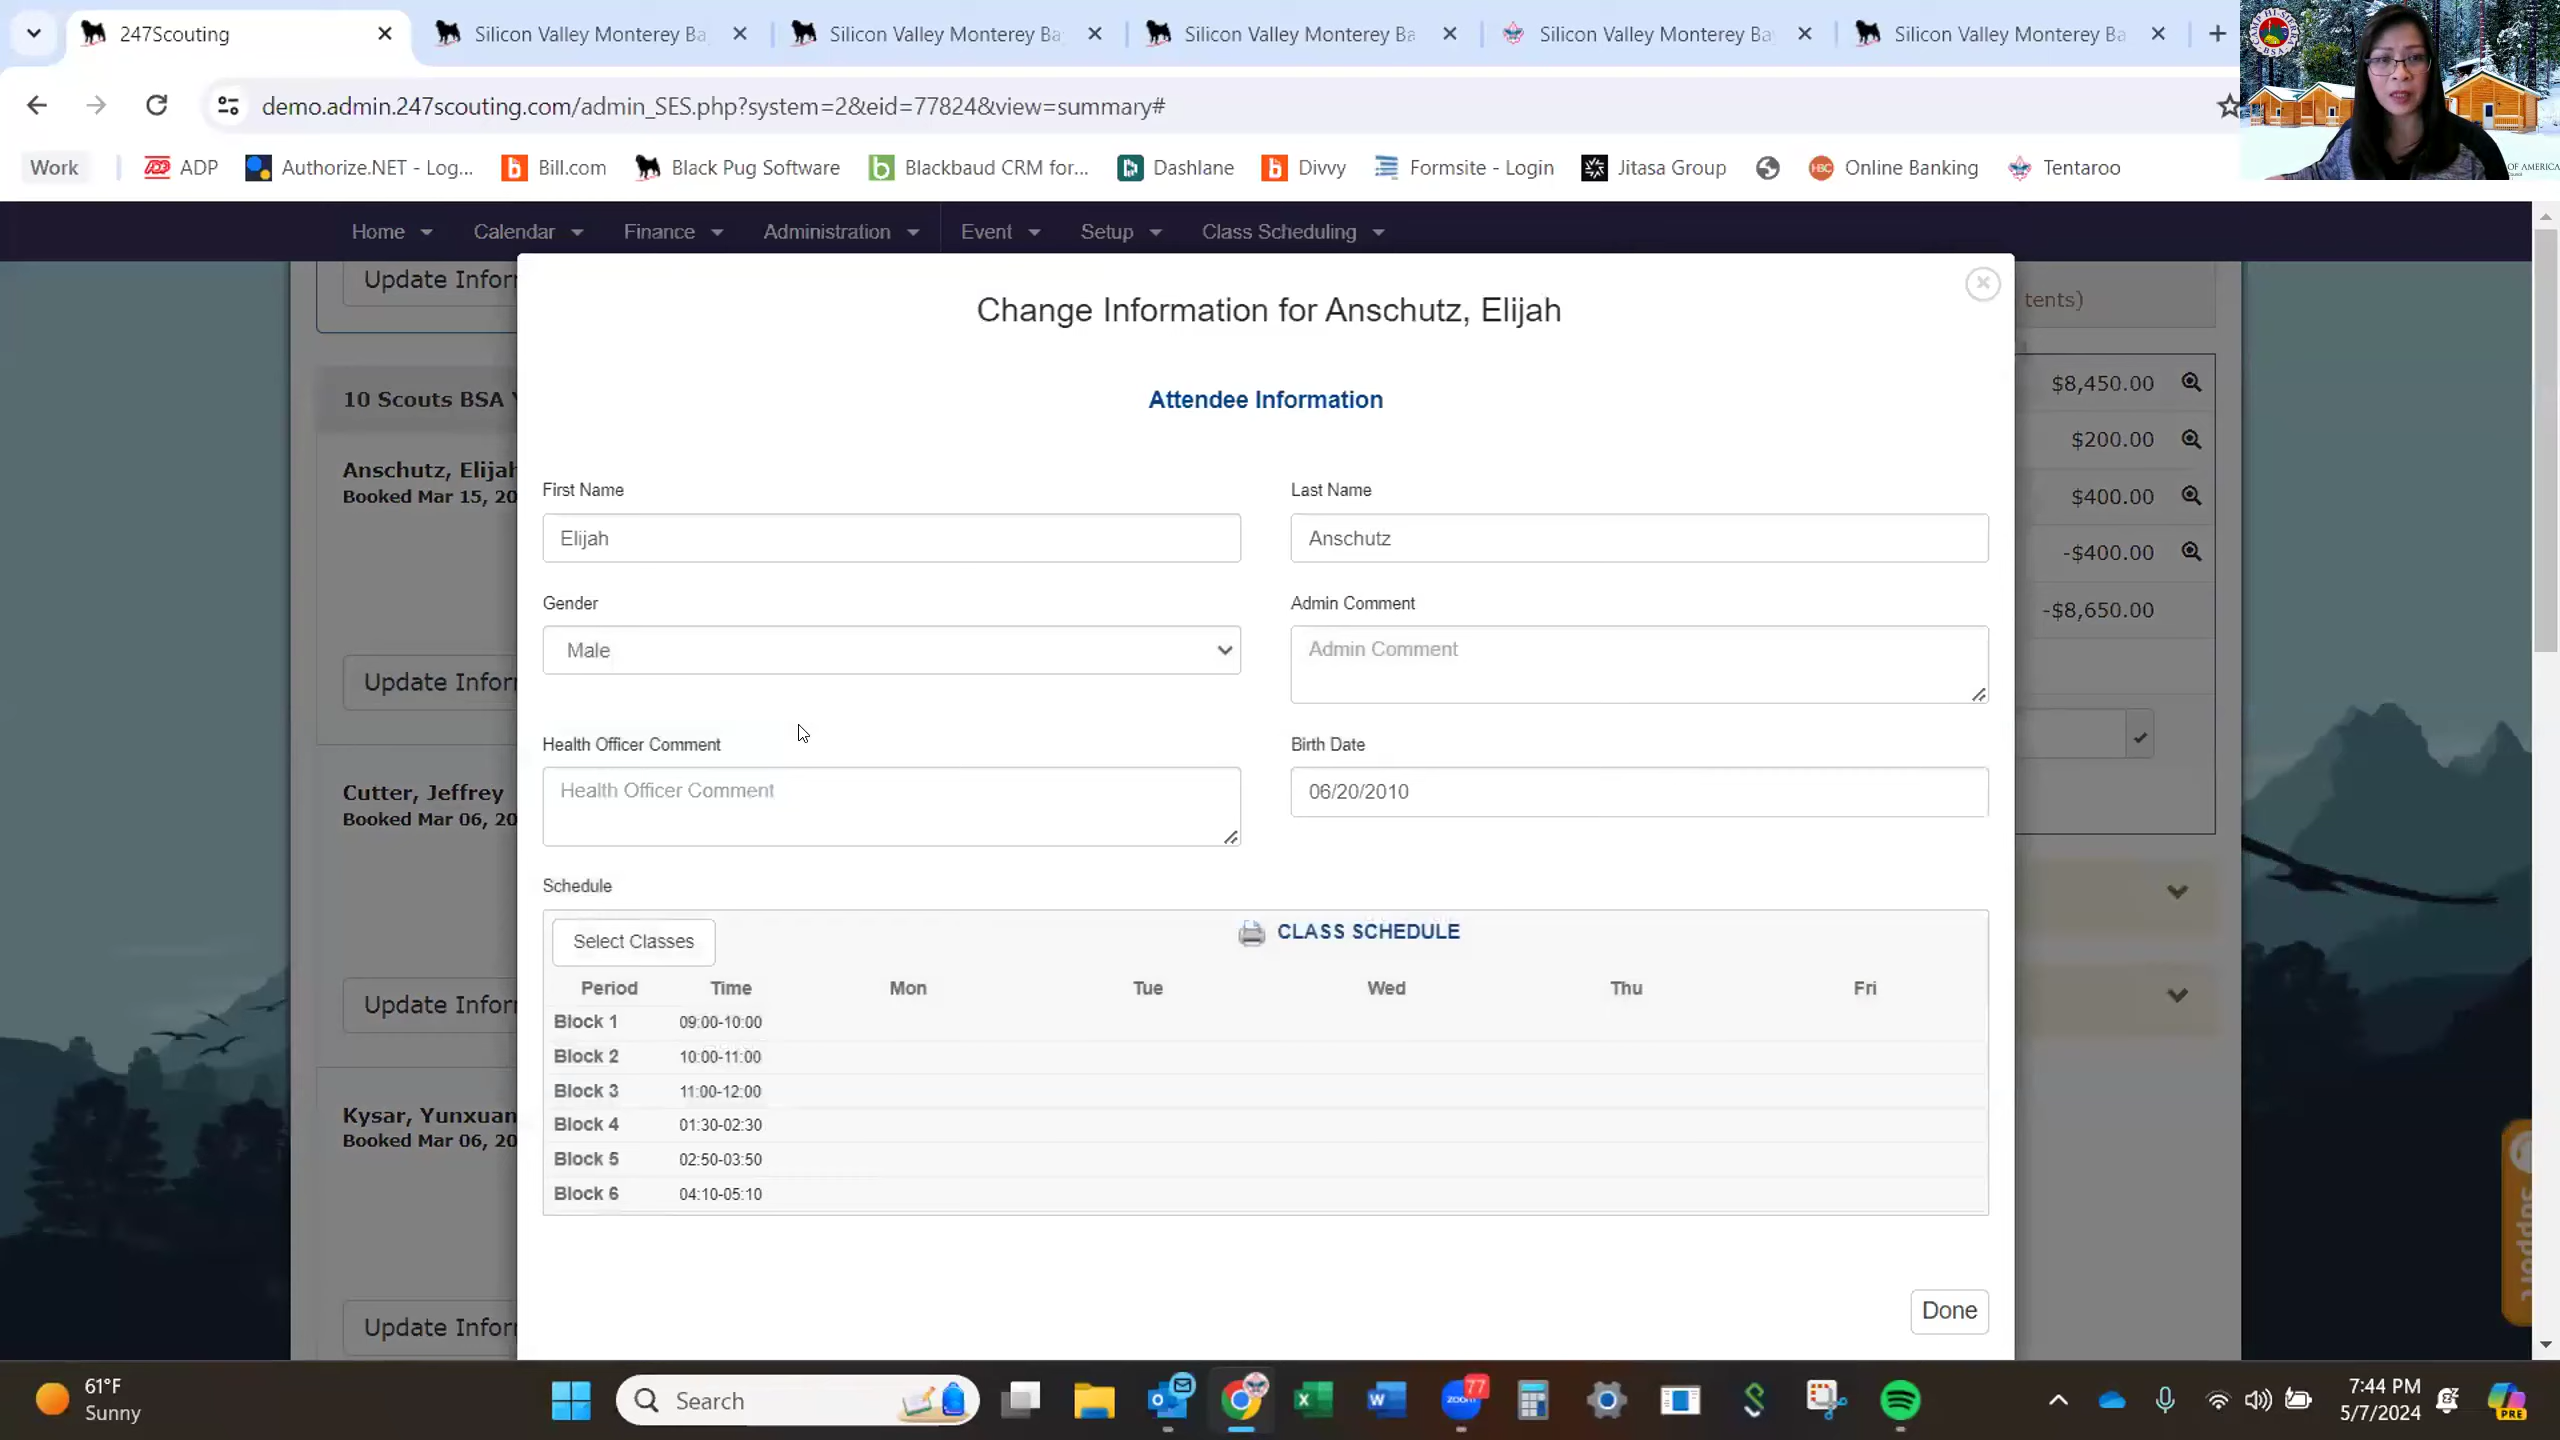 247Scouting
Silicon Valley Monterey Ba
Silicon Valley Monterey Ba
Silicon Valley Monterey Ba
Silicon Valley Monterey Ba
Silicon Valley Monterey Ba
demo.admin.247scouting.com/admin_SES.php?system=2&eid=77824&view=summary#
Work
ADP
Authorize.NET - Log...
Bill.com
Black Pug Software
Blackbaud CRM for...
Dashlane
Divvy
Formsite - Login
Jitasa Group
Online Banking
Tentaroo
OF AMERICA
Home
Calendar
Finance
Administration
Event
Setup
Class Scheduling
Update Infor
tents)
Change Information for Anschutz, Elijah
Attendee Information
10 Scouts BSA
Anschutz, Elijah
Booked Mar 15, 20
Update Infor
Cutter, Jeffrey
Booked Mar 06, 20
Update Infor
Kysar, Yunxuan
Booked Mar 06, 20
Update Infor
$8,450.00
$200.00
$400.00
-$400.00
-$8,650.00
First Name
Elijah
Last Name
Anschutz
Gender
Male
Admin Comment
Admin Comment
Health Officer Comment
Health Officer Comment
Birth Date
06/20/2010
Schedule
Select Classes
CLASS SCHEDULE
Period Time Mon Tue Wed Thu Fri
Block 1 09:00-10:00
Block 2 10:00-11:00
Block 3 11:00-12:00
Block 4 01:30-02:30
Block 5 02:50-03:50
Block 6 04:10-05:10
Done
Support
61°F
Sunny
Search
zoom
77
PRE
7:44 PM
5/7/2024